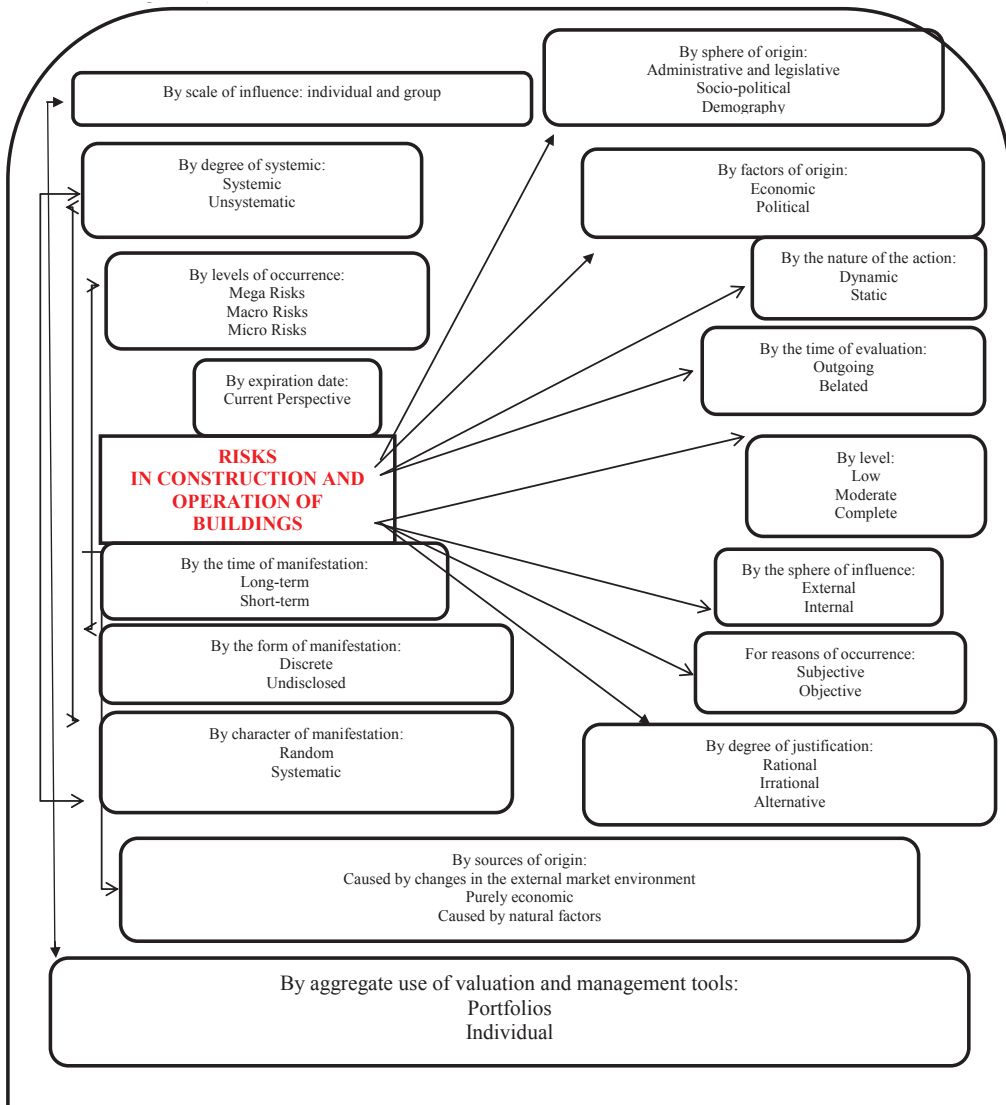 By sphere of origin:
Administrative and legislative
Socio-political
Demography
By scale of influence: individual and group
By degree of systemic:
Systemic
Unsystematic
By factors of origin:
Economic
Political
By the nature of the action:
Dynamic
Static
By levels of occurrence:
Mega Risks
Macro Risks
Micro Risks
By the time of evaluation:
Outgoing
Belated
By expiration date:
Current Perspective
RISKS
IN CONSTRUCTION AND
OPERATION OF
BUILDINGS
By level:
Low
Moderate
Complete
By the time of manifestation:
Long-term
Short-term
By the sphere of influence:
External
Internal
By the form of manifestation:
Discrete
Undisclosed
For reasons of occurrence:
Subjective
Objective
By character of manifestation:
Random
Systematic
By degree of justification:
Rational
Irrational
Alternative
By sources of origin:
Caused by changes in the external market environment
Purely economic
Caused by natural factors
By aggregate use of valuation and management tools:
Portfolios
Individual